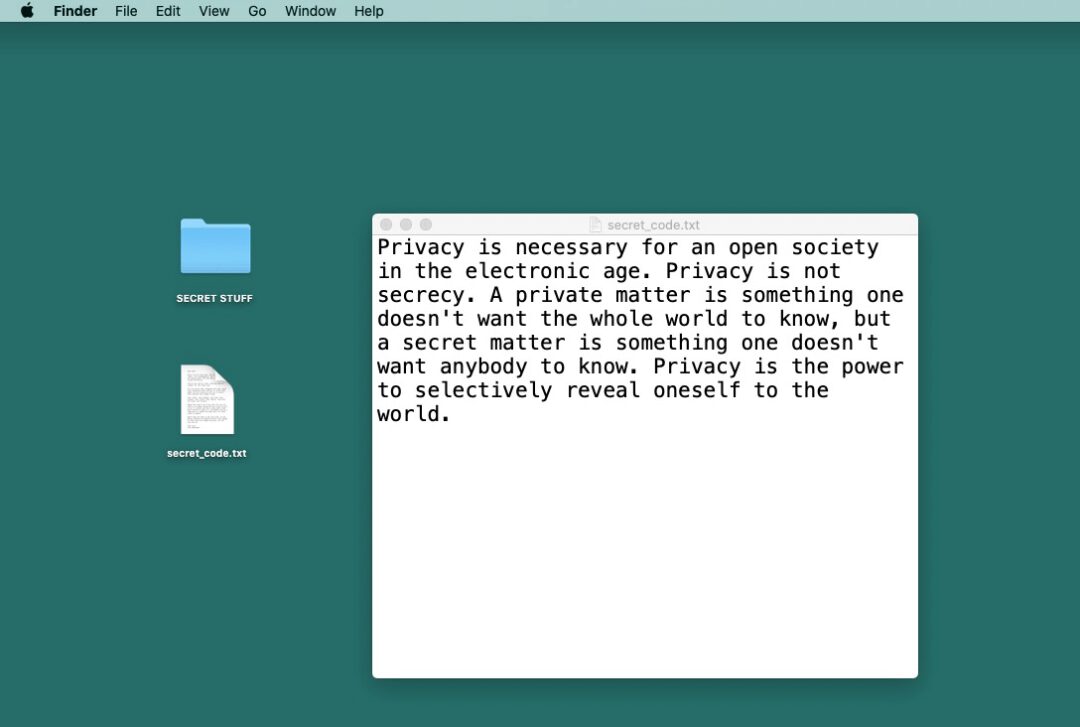 Finder File Edit View Go Window Help
secret_code.txt
Privacy is necessary for an open society
in the electronic age. Privacy is not
secrecy. A private matter is something one
doesn't want the whole world to know, but
a secret matter is something one doesn't
want anybody to know. Privacy is the power
to selectively reveal oneself to the
world.
SECRET STUFF
secret_code.txt